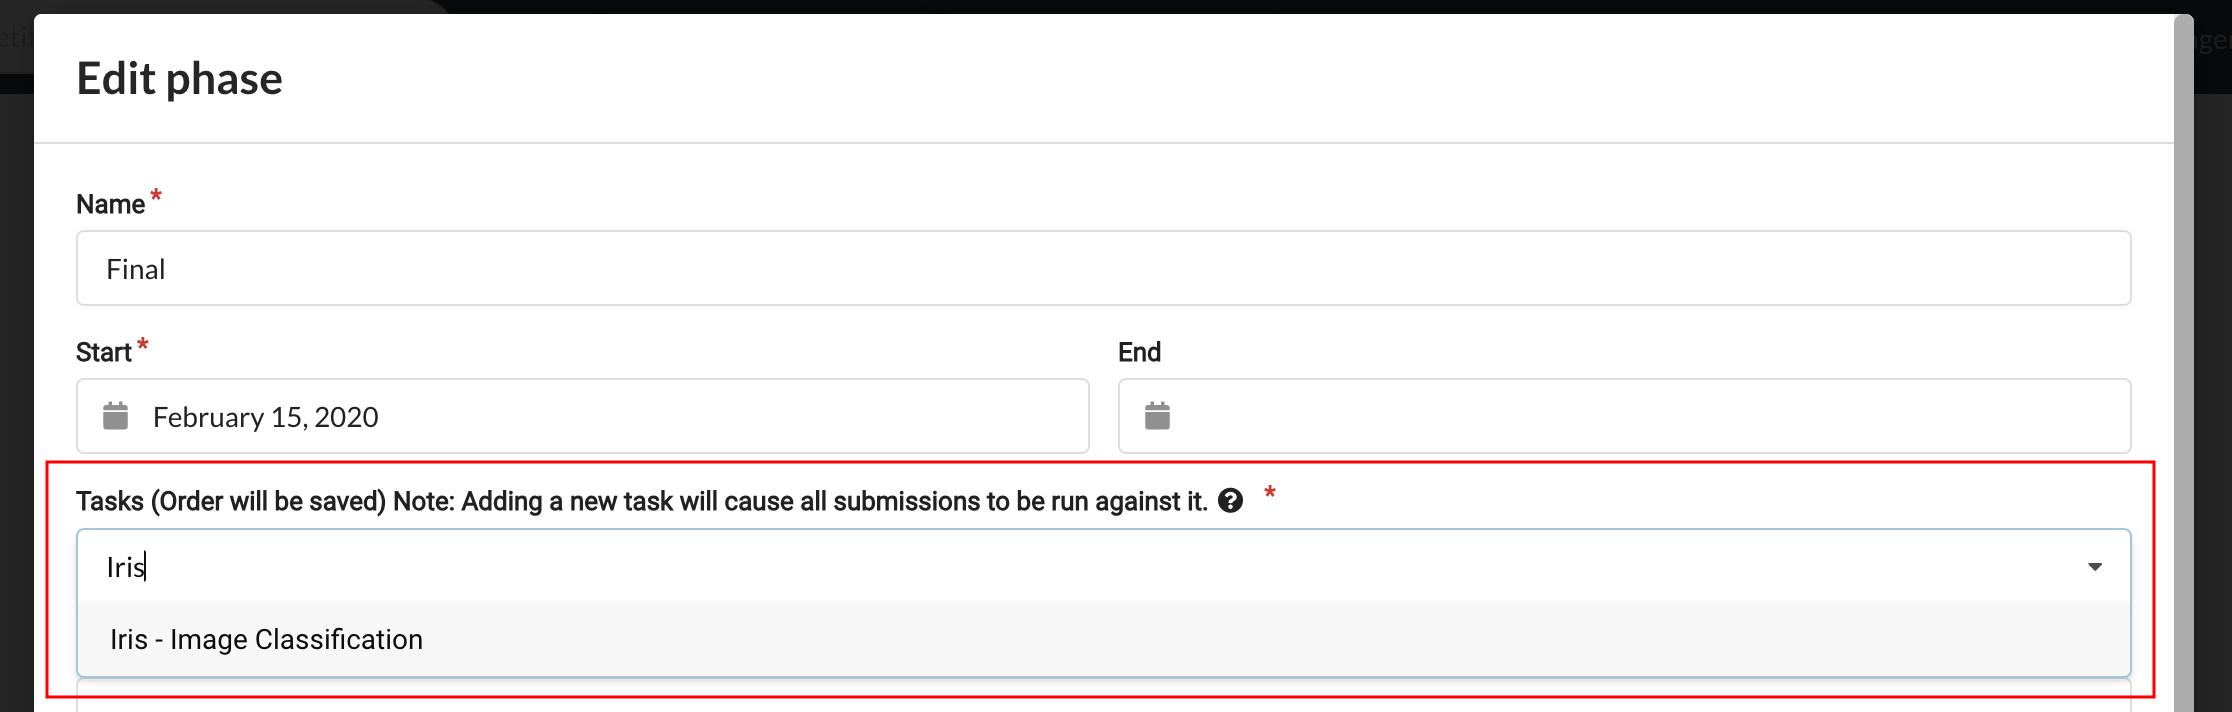 Edit phase
Name *
Final
Start *
End
February 15, 2020
Tasks (Order will be saved) Note: Adding a new task will cause all submissions to be run against it. ? *
Iris
Iris - Image Classification